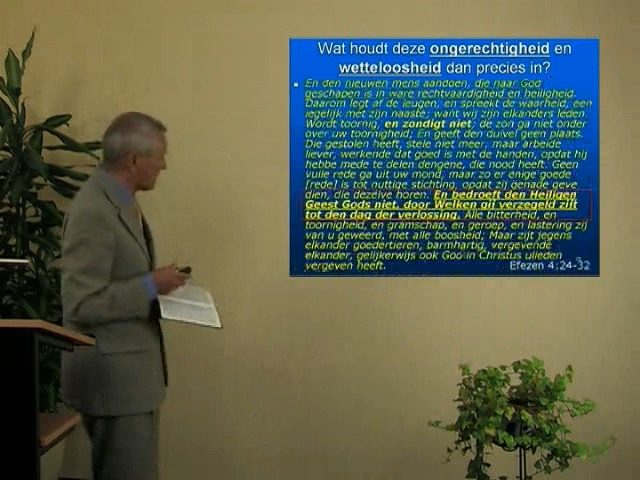 Wat houdt deze ongerechtigheid en
wetteloosheid dan precies in?
En den nieuwen mens aandoen, die naar God
geschapen is in ware rechtvaardigheid en heiligheid.
Daarom legt af de leugen, en spreekt de waarheid, een
iegelijk met zijn naaste; want wij zijn elkanders leden.
Wordt toornig, en zondigt niet; de zon ga niet onder
over uw toornigheid; En geeft den duivel geen plaats.
Die gestolen heeft, stele niet meer, maar arbeide
liever, werkende dat goed is met de handen, opdat hij
hebbe mede te delen dengene, die nood heeft. Geen
vuile rede ga uit uw mond, maar zo er enige goede
[rede] is tot nuttige stichting, opdat zij genade geve
dien, die dezelve horen. En bedroeft den Heiligen
Geest Gods niet, door Welken gij verzegeld zijt
tot den dag der verlossing. Alle bitterheid, en
toornigheid, en gramschap, en geroep, en lastering zij
van u geweerd, met alle boosheid; Maar zijt jegens
elkander goedertieren, barmhartig, vergevende
elkander, gelijkerwijs ook God in Christus ulieden
vergeven heeft.
Efezen 4:24-32